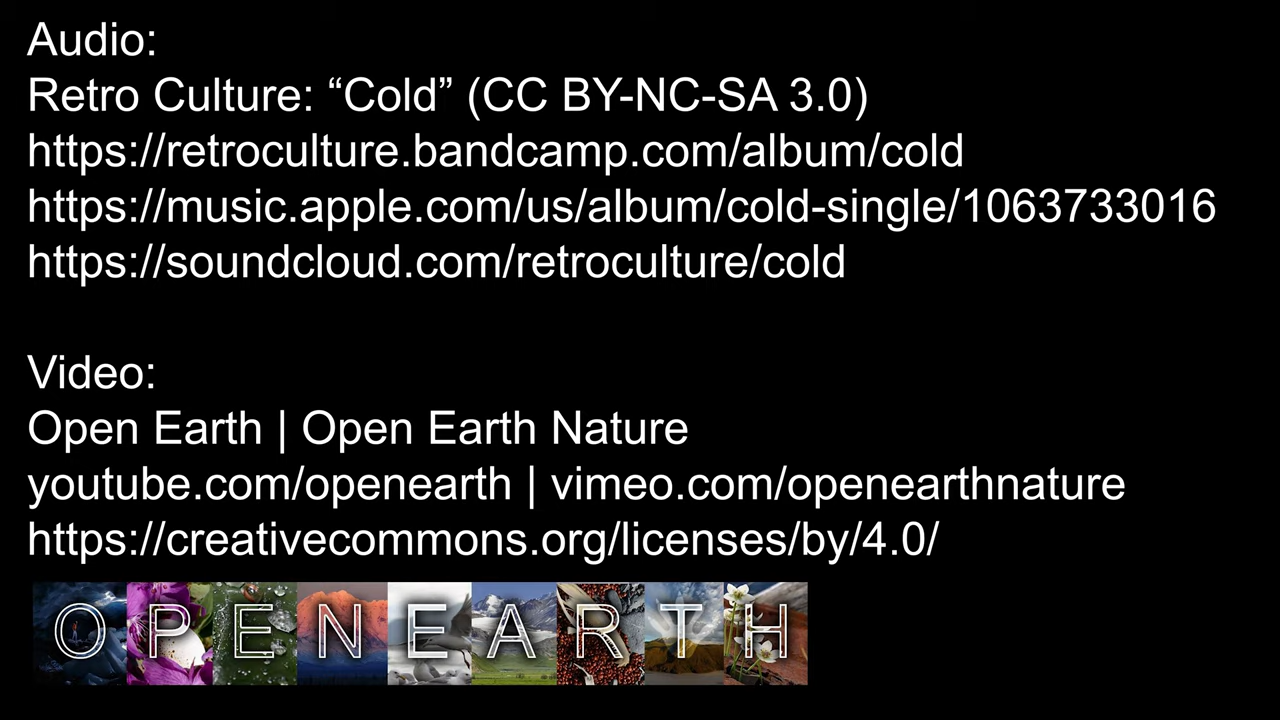 Audio:
Retro Culture: “Cold” (CC BY-NC-SA 3.0)
https://retroculture.bandcamp.com/album/cold
https://music.apple.com/us/album/cold-single/1063733016
https://soundcloud.com/retroculture/cold
Video:
Open Earth | Open Earth Nature
youtube.com/openearth | vimeo.com/openearthnature
https://creativecommons.org/licenses/by/4.0/
OPENEARTH